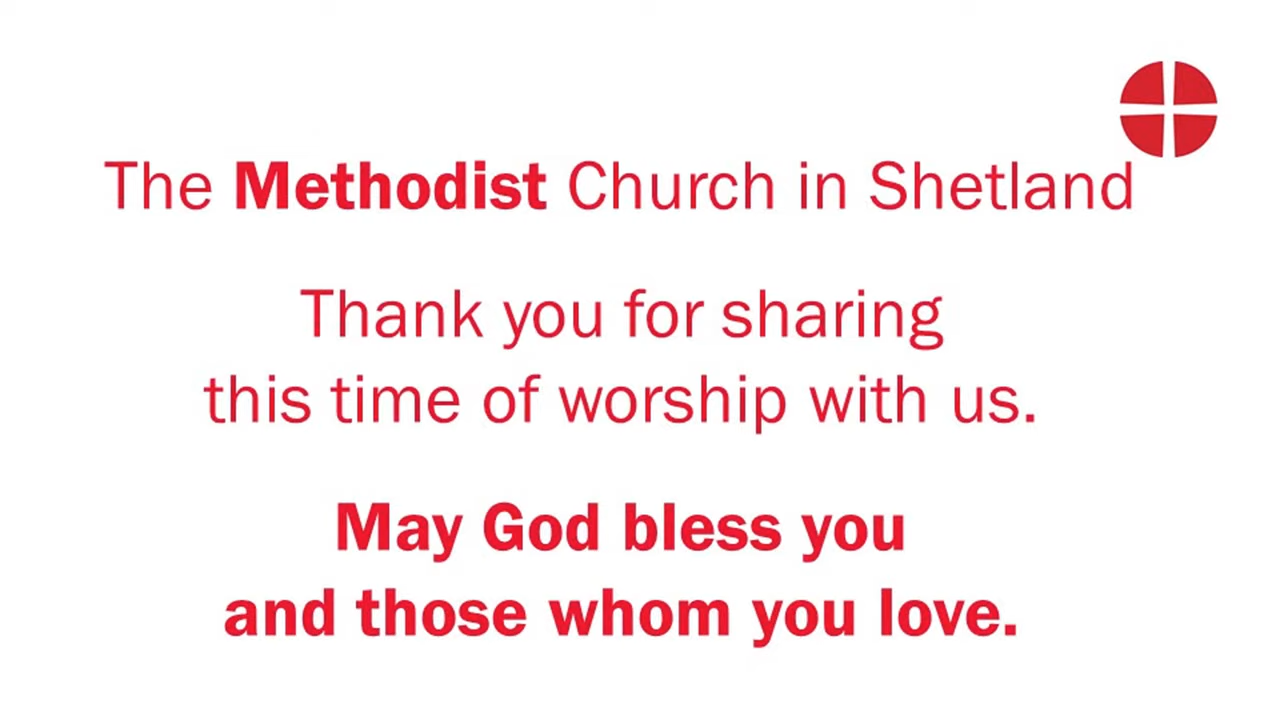 The Methodist Church in Shetland
Thank you for sharing
this time of worship with us.
May God bless you
and those whom you love.